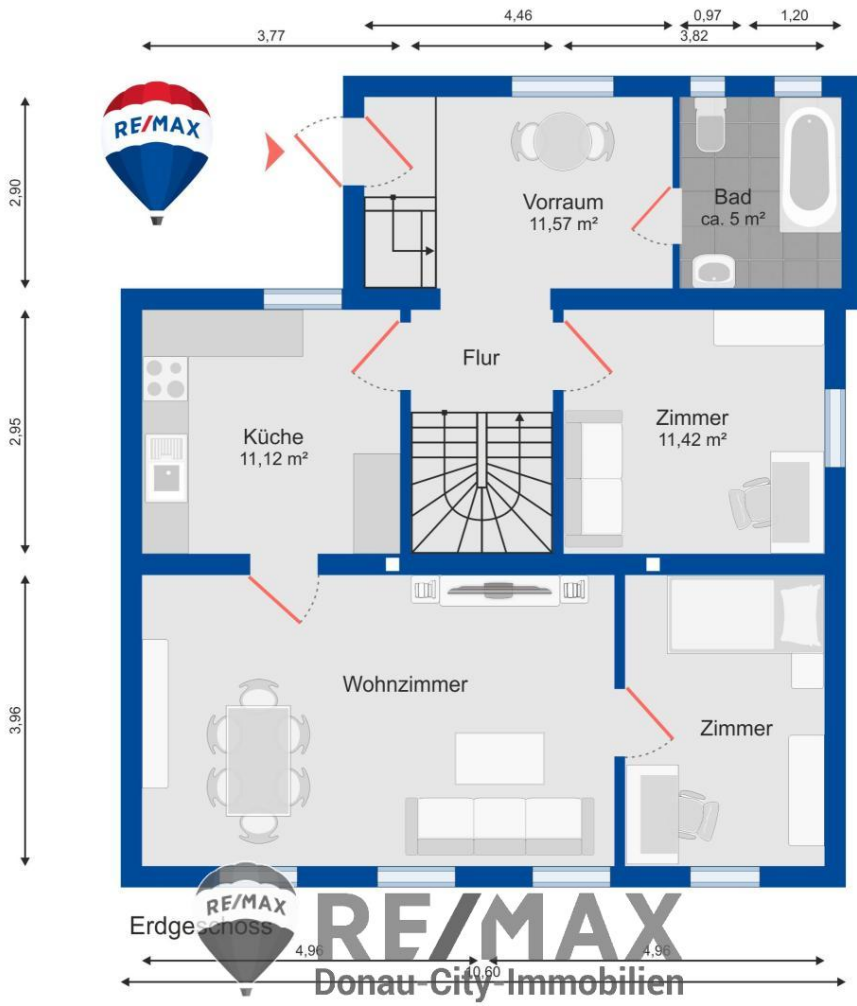 4,46
0,97
1,20
3,77
3,82
RE/MAX
2,90
Vorraum
11,57 m²
Bad
ca. 5 m²
Flur
2,95
Küche
11,12 m²
Zimmer
11,42 m²
3,96
Wohnzimmer
Zimmer
RE/MAX
Erdgeschoss
RE/MAX
4,96
4,96
10,60
Donau-City-Immobilien